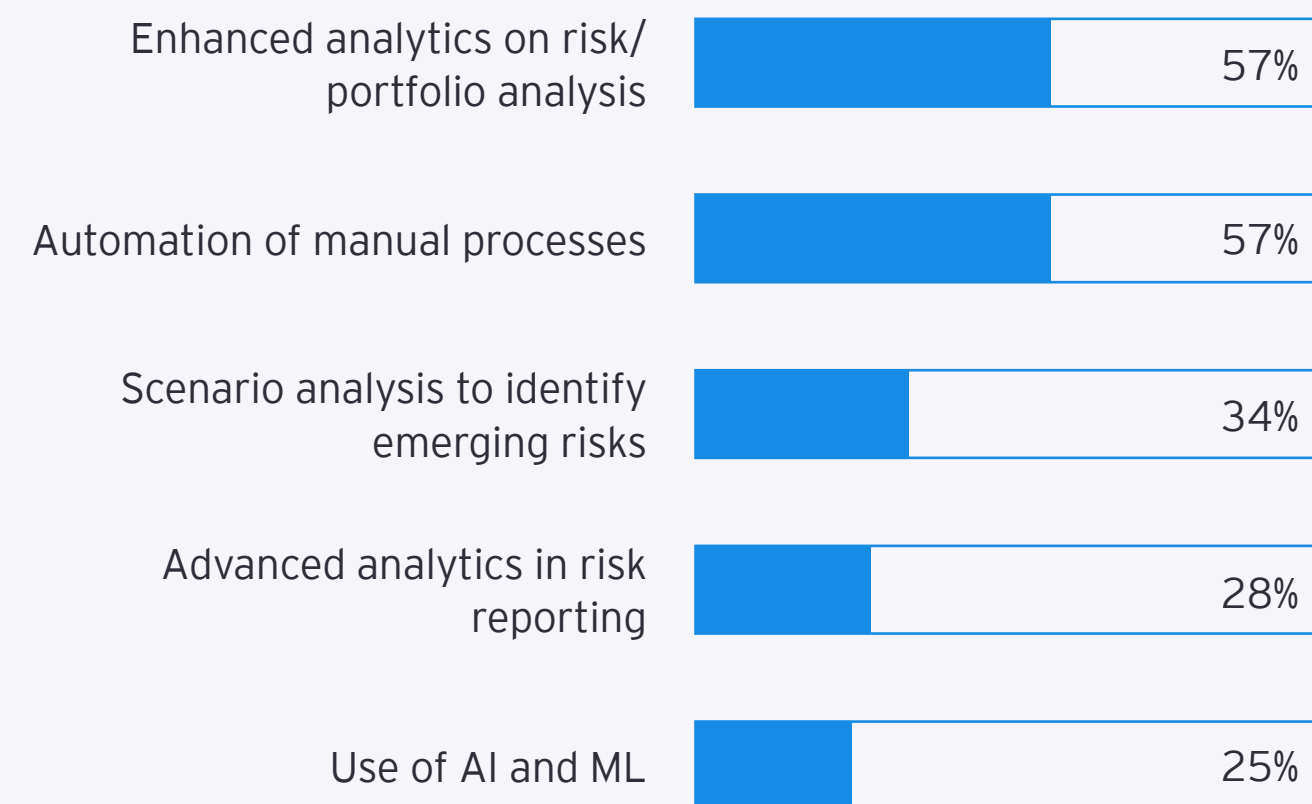 Enhanced analytics on risk/
portfolio analysis
57%
Automation of manual processes
57%
Scenario analysis to identify
emerging risks
34%
Advanced analytics in risk
reporting
28%
Use of AI and ML
25%